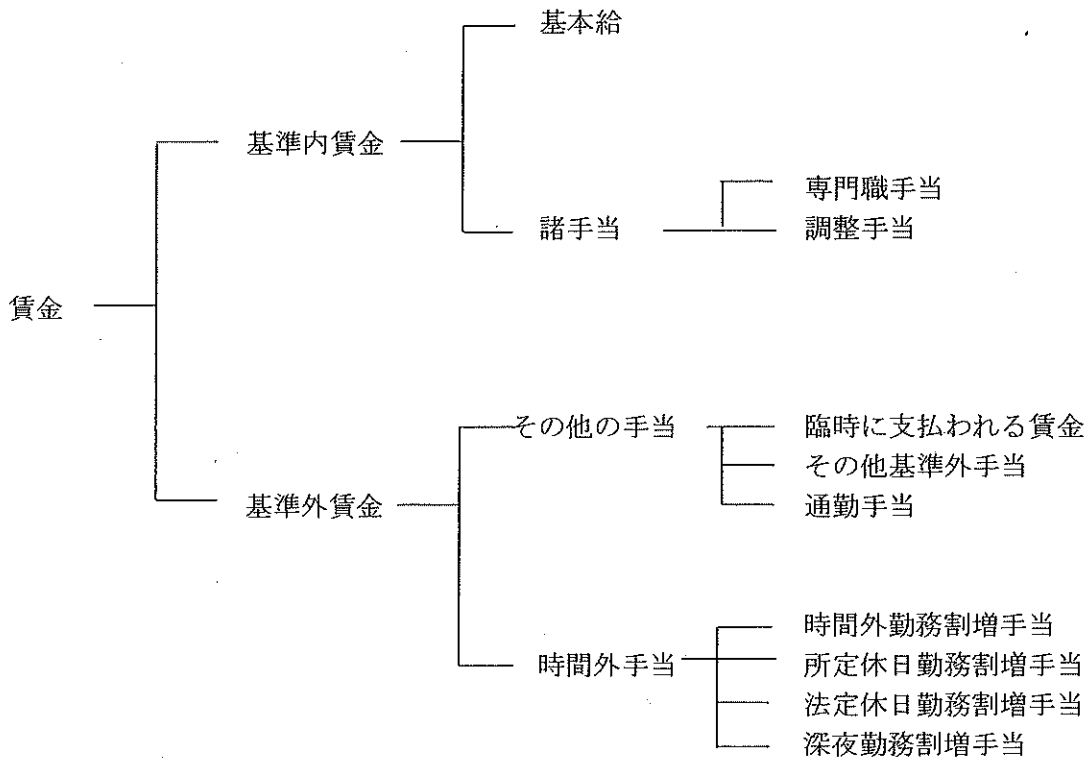 基本給
基準内賃金
専門職手当
諸手当
調整手当
賃金
その他の手当
臨時に支払われる賃金
その他基準外手当
基準外賃金
通勤手当
時間外勤務割増手当
時間外手当
所定休日勤務割増手当
法定休日勤務割増手当
深夜勤務割増手当